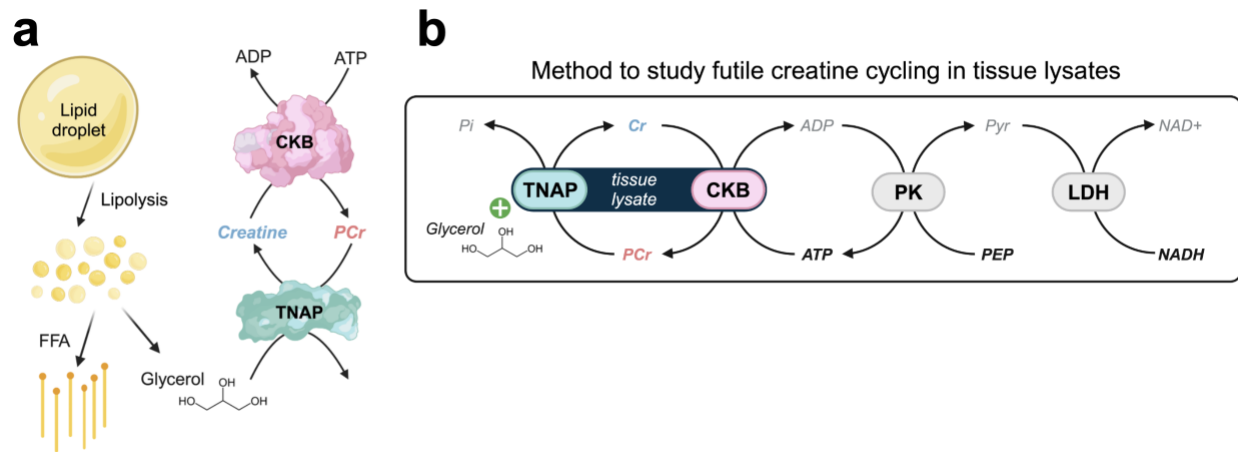 a
Lipid
droplet
Lipolysis
FFA
Glycerol
OH
HO
OH
ADP
ATP
CKB
Creatine
PCr
TNAP
b
Method to study futile creatine cycling in tissue lysates
Pi
Cr
ADP
Pyr
NAD+
TNAP
tissue
lysate
CKB
PK
LDH
Glycerol
OH
HO
OH
PCr
ATP
PEP
NADH